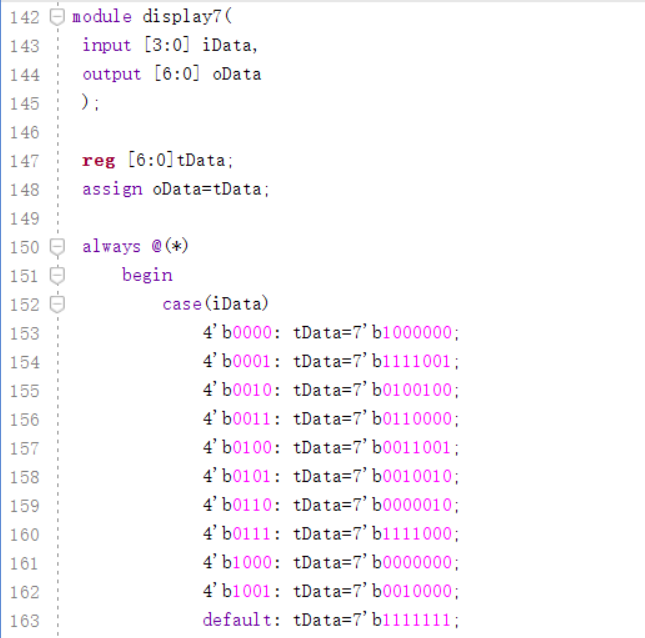 142 module display7(
143 input [3:0] iData,
144 output [6:0] oData
145 );
146
147 reg [6:0]tData;
148 assign oData=tData;
149
150 always @(*)
151 begin
152 case(iData)
153 4'b0000: tData=7'b1000000;
154 4'b0001: tData=7'b1111001;
155 4'b0010: tData=7'b0100100;
156 4'b0011: tData=7'b0110000;
157 4'b0100: tData=7'b0011001;
158 4'b0101: tData=7'b0010010;
159 4'b0110: tData=7'b0000010;
160 4'b0111: tData=7'b1111000;
161 4'b1000: tData=7'b0000000;
162 4'b1001: tData=7'b0010000;
163 default: tData=7'b1111111;